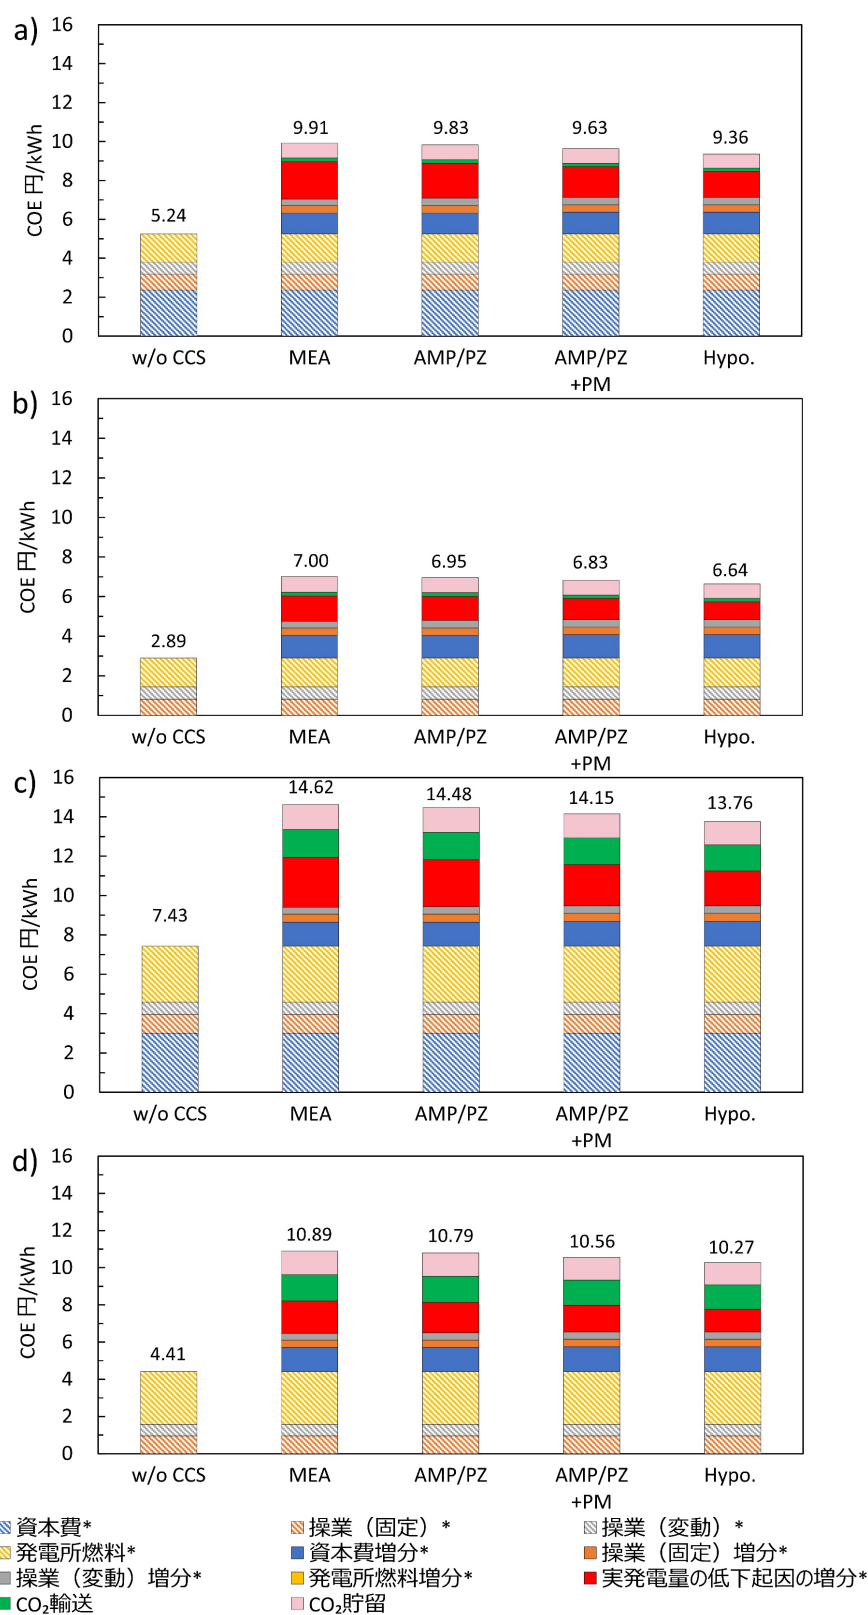 a)
COE 円/kWh
16
14
12
10
8
6
4
2
0
5.24
9.91
9.83
9.63
9.36
w/o CCS
MEA
AMP/PZ
AMP/PZ
+PM
Hypo.
b)
COE 円/kWh
16
14
12
10
8
6
4
2
0
2.89
7.00
6.95
6.83
6.64
w/o CCS
MEA
AMP/PZ
AMP/PZ
+PM
Hypo.
c)
COE 円/kWh
16
14
12
10
8
6
4
2
0
7.43
14.62
14.48
14.15
13.76
w/o CCS
MEA
AMP/PZ
AMP/PZ
+PM
Hypo.
d)
COE 円/kWh
16
14
12
10
8
6
4
2
0
4.41
10.89
10.79
10.56
10.27
w/o CCS
MEA
AMP/PZ
AMP/PZ
+PM
Hypo.
資本費* 操業（固定）* 操業（変動）*
発電所燃料* 資本費増分* 操業（固定）増分*
操業（変動）増分* 発電所燃料増分* 実発電量の低下起因の増分*
CO₂輸送 CO₂貯留